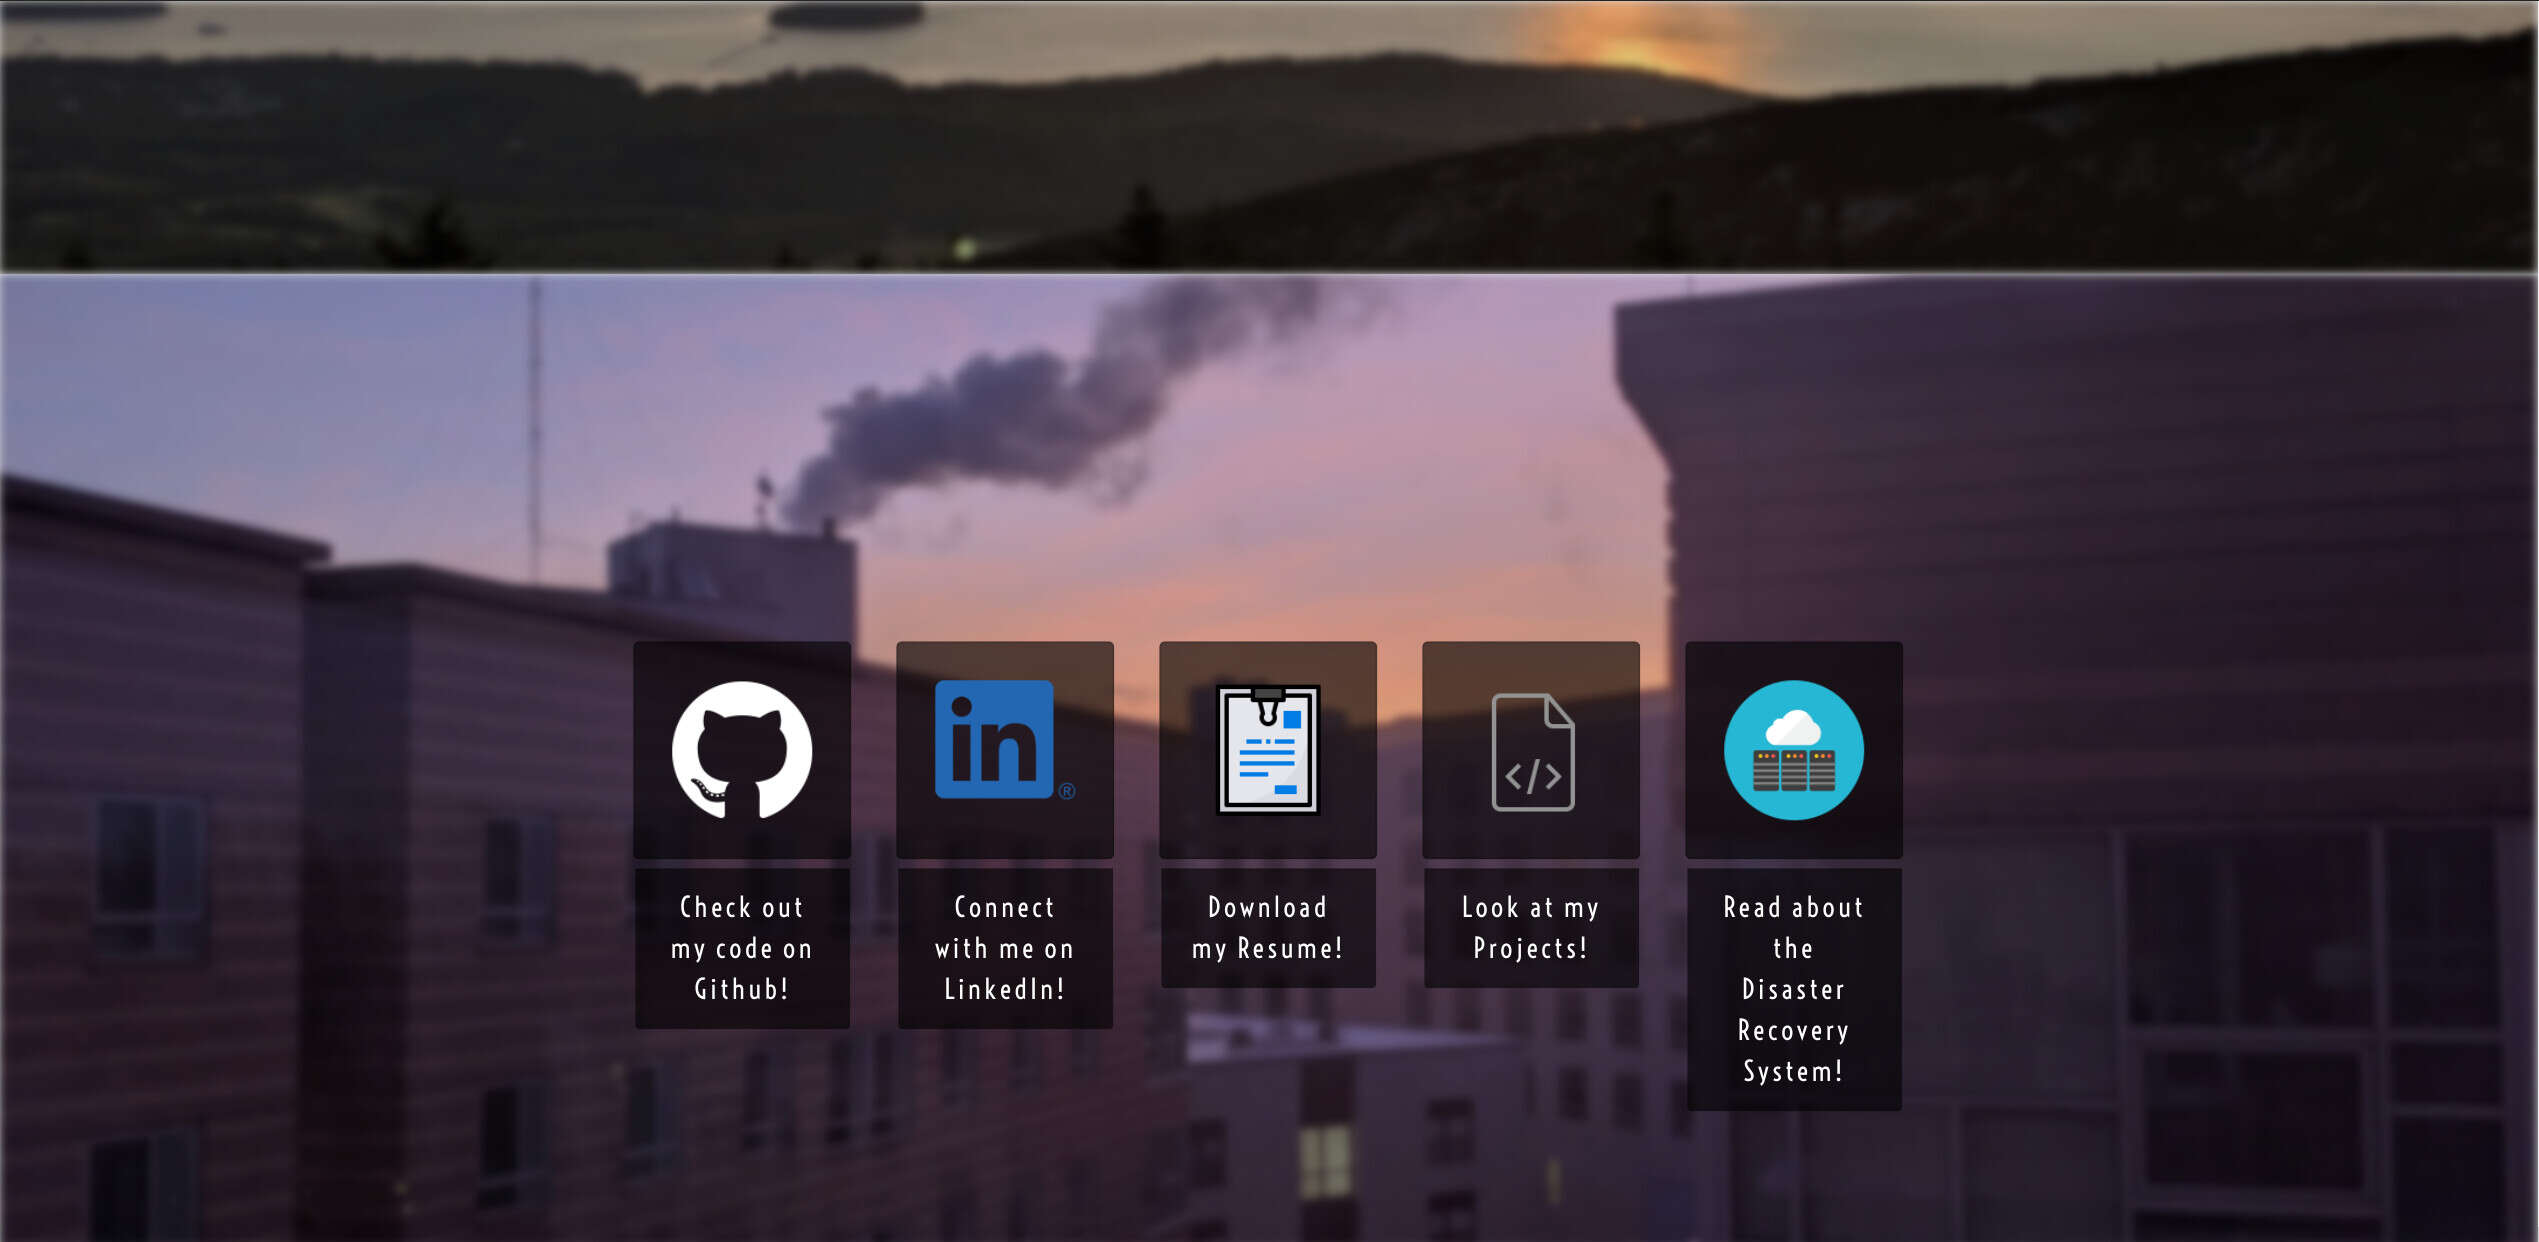 in®
</>
Check out
my code on
Github!
Connect
with me on
LinkedIn!
Download
my Resume!
Look at my
Projects!
Read about
the
Disaster
Recovery
System!